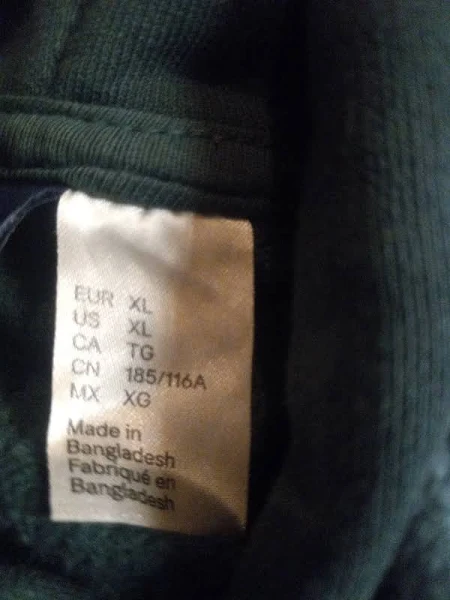 EUR XL
US XL
CA TG
CN 185/116A
MX XG
Made in
Bangladesh
Fabriqué en
Bangladesh